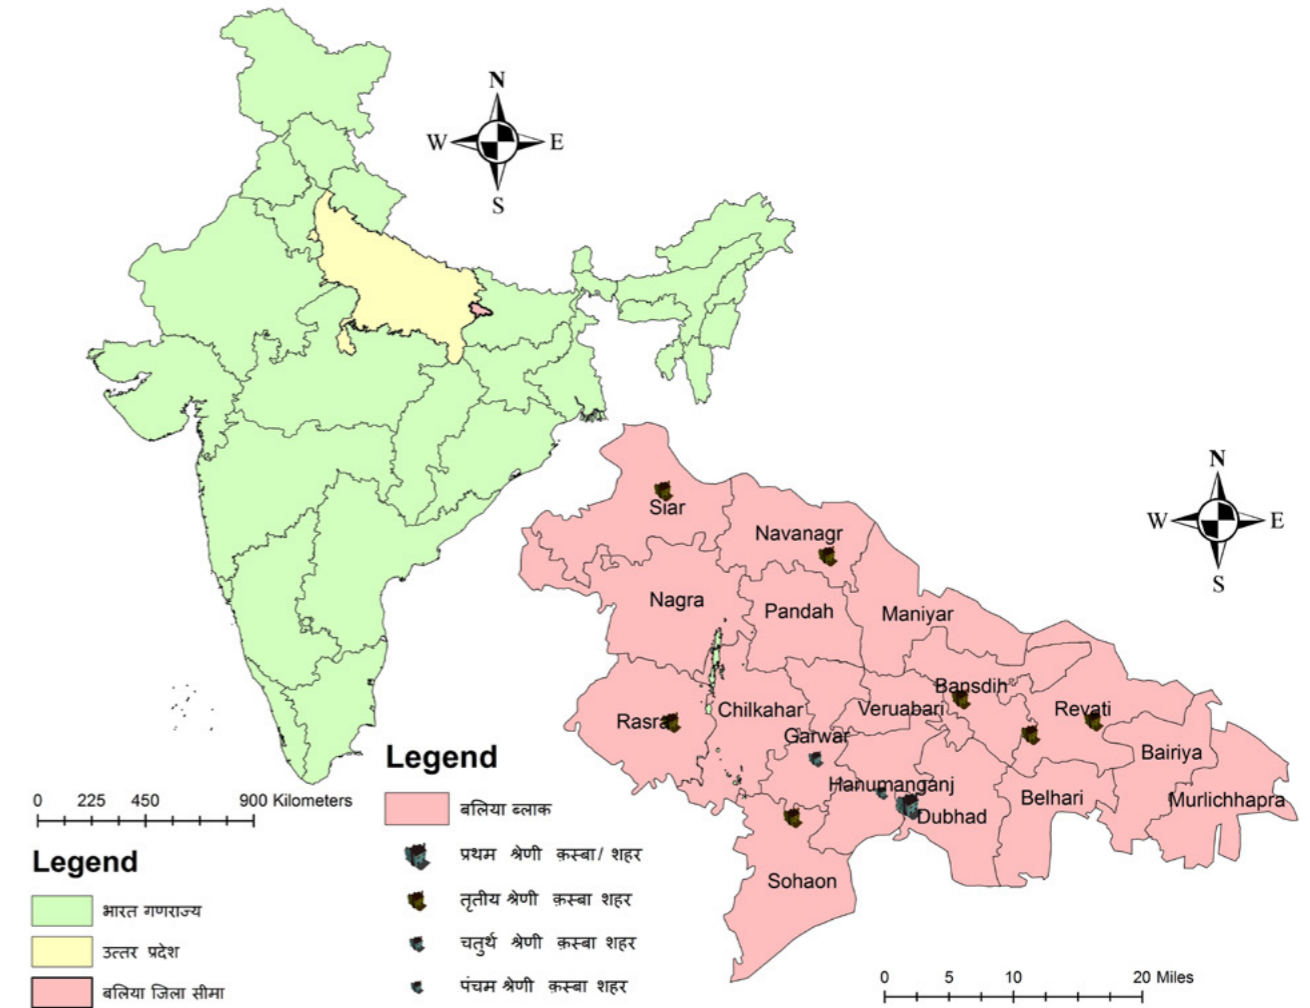 N
W
E
S
N
W
E
S
Siar
Navanagr
Nagra
Pandah
Maniyar
Bansdih
Rasra
Chilkahar
Veruabari
Revati
Garwar
Bairiya
Hanumanganj
Belhari
Murlichhapra
Dubhad
Sohaon
0 225 450 900 Kilometers
Legend
भारत गणराज्य
उत्तर प्रदेश
बलिया जिला सीमा
Legend
बलिया ब्लाक
प्रथम श्रेणी क़स्बा/ शहर
तृतीय श्रेणी क़स्बा शहर
चतुर्थ श्रेणी क़स्बा शहर
पंचम श्रेणी क़स्बा शहर
0 5 10 20 Miles